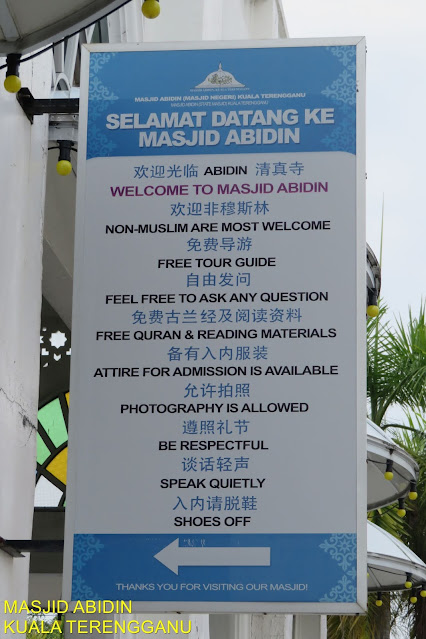 MASJID ABIDIN (MASJID NEGERI) KUALA TERENGGANU
SELAMAT DATANG KE
MASJID ABIDIN
欢迎光临 ABIDIN 清真寺
WELCOME TO MASJID ABIDIN
欢迎非穆斯林
NON-MUSLIM ARE MOST WELCOME
免费导游
FREE TOUR GUIDE
自由发问
FEEL FREE TO ASK ANY QUESTION
免费古兰经及阅读资料
FREE QURAN & READING MATERIALS
备有入内服装
ATTIRE FOR ADMISSION IS AVAILABLE
允许拍照
PHOTOGRAPHY IS ALLOWED
遵照礼节
BE RESPECTFUL
谈话轻声
SPEAK QUIETLY
入内请脱鞋
SHOES OFF
THANKS YOU FOR VISITING OUR MASJID!
MASJID ABIDIN
KUALA TERENGGANU